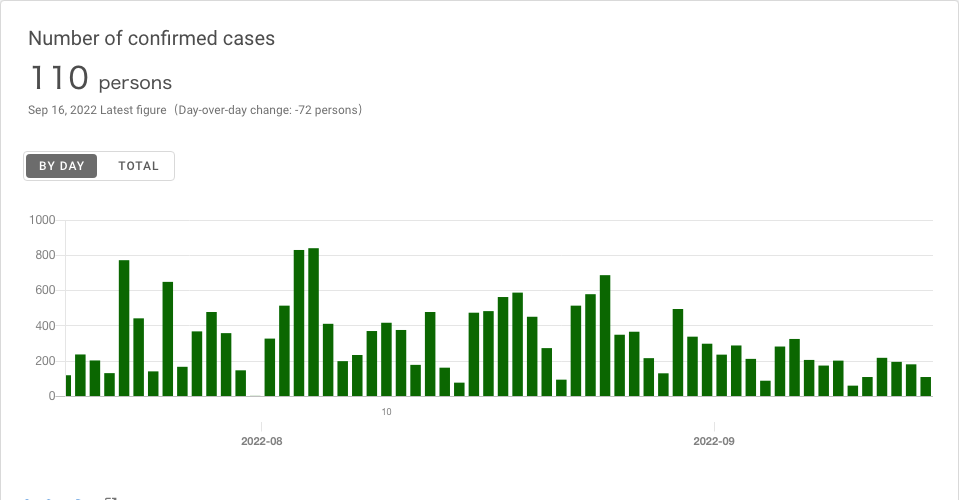 Number of confirmed cases
110 persons
Sep 16, 2022 Latest figure（Day-over-day change: -72 persons）
BY DAY TOTAL
1000
800
600
400
200
0
10
2022-08 2022-09